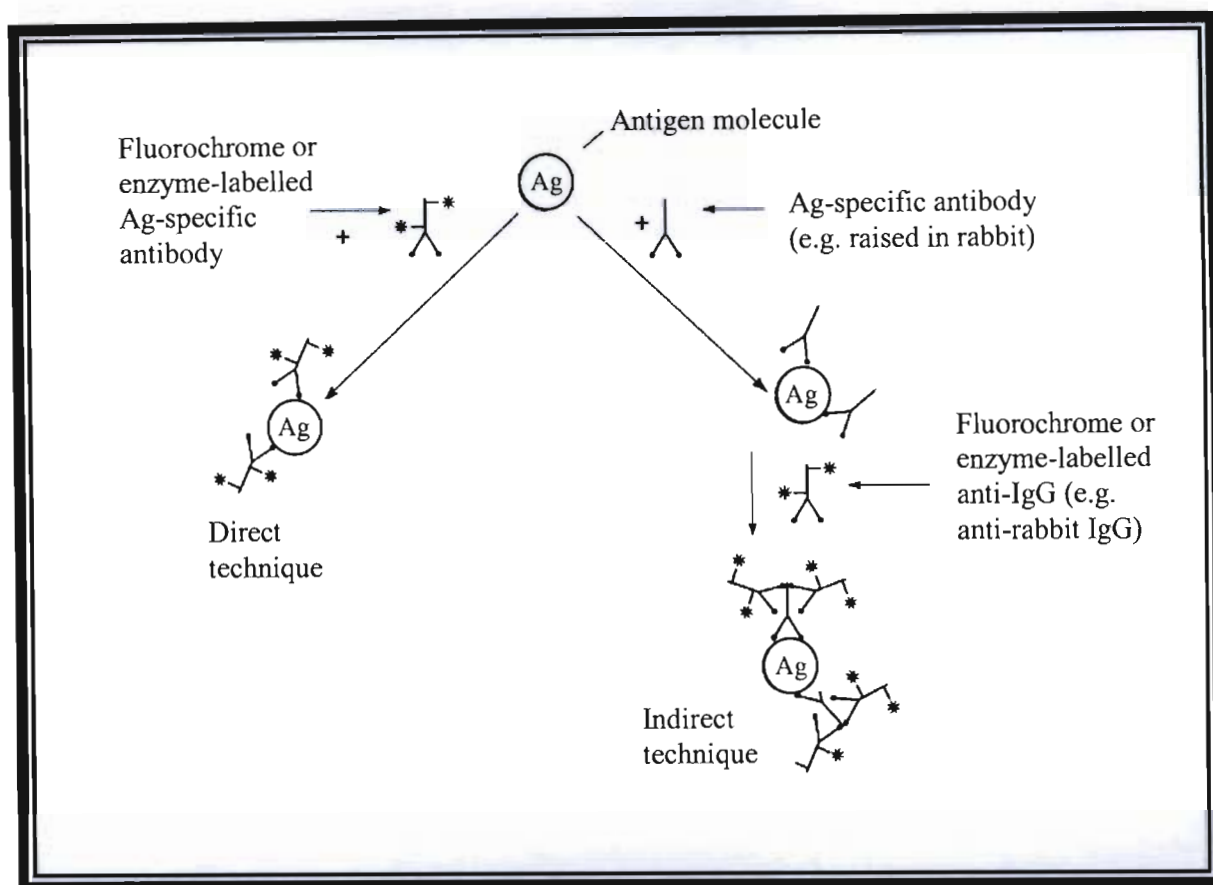 Antigen molecule
Fluorochrome or
enzyme-labelled
Ag-specific
antibody
+
Ag
+
Ag-specific antibody
(e.g. raised in rabbit)
Ag
Direct
technique
Ag
Fluorochrome or
enzyme-labelled
anti-IgG (e.g.
anti-rabbit IgG)
Ag
Indirect
technique